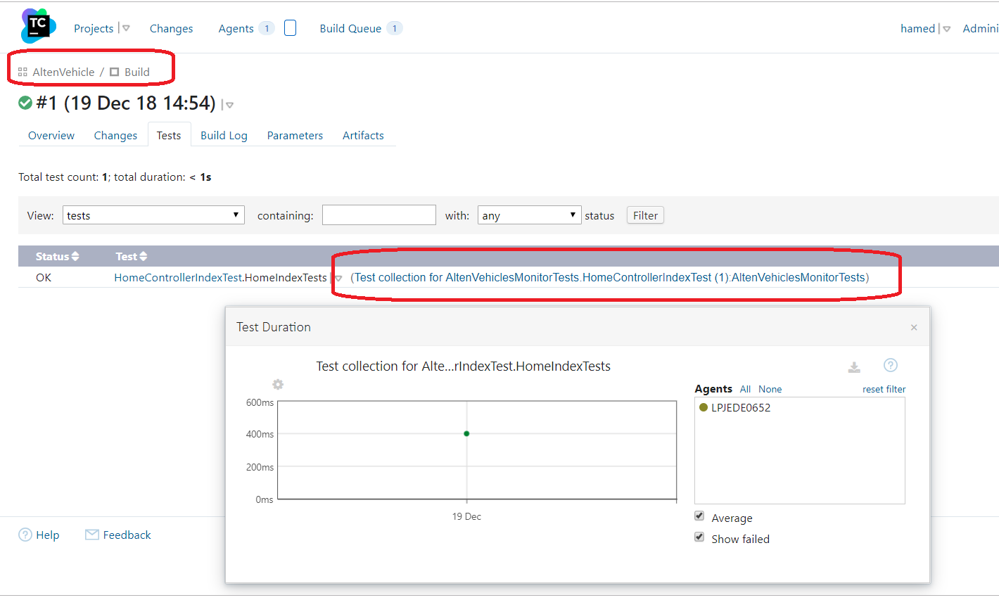 TC
Projects
Changes
Agents 1
Build Queue 1
hamed
Admini
AltenVehicle / Build
#1 (19 Dec 18 14:54)
Overview
Changes
Tests
Build Log
Parameters
Artifacts
Total test count: 1; total duration: < 1s
View: tests containing: with: any status Filter
Status Test
OK HomeControllerIndexTest.HomeIndexTests (Test collection for AltenVehiclesMonitorTests.HomeControllerIndexTest (1):AltenVehiclesMonitorTests)
Test Duration ×
Test collection for Alte...rIndexTest.HomeIndexTests
?
Agents All None reset filter
LPJEDE0652
600ms
400ms
200ms
0ms
19 Dec
Average
Show failed
? Help
Feedback